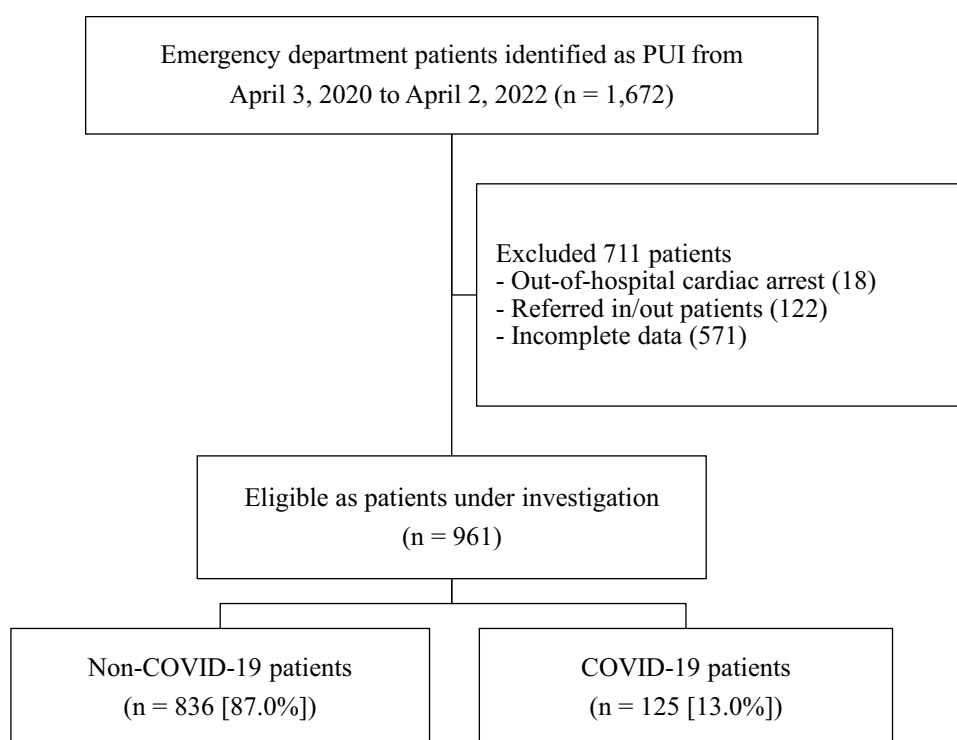 Emergency department patients identified as PUI from
April 3, 2020 to April 2, 2022 (n = 1,672)
Excluded 711 patients
- Out-of-hospital cardiac arrest (18)
- Referred in/out patients (122)
- Incomplete data (571)
Eligible as patients under investigation
(n = 961)
Non-COVID-19 patients
(n = 836 [87.0%])
COVID-19 patients
(n = 125 [13.0%])